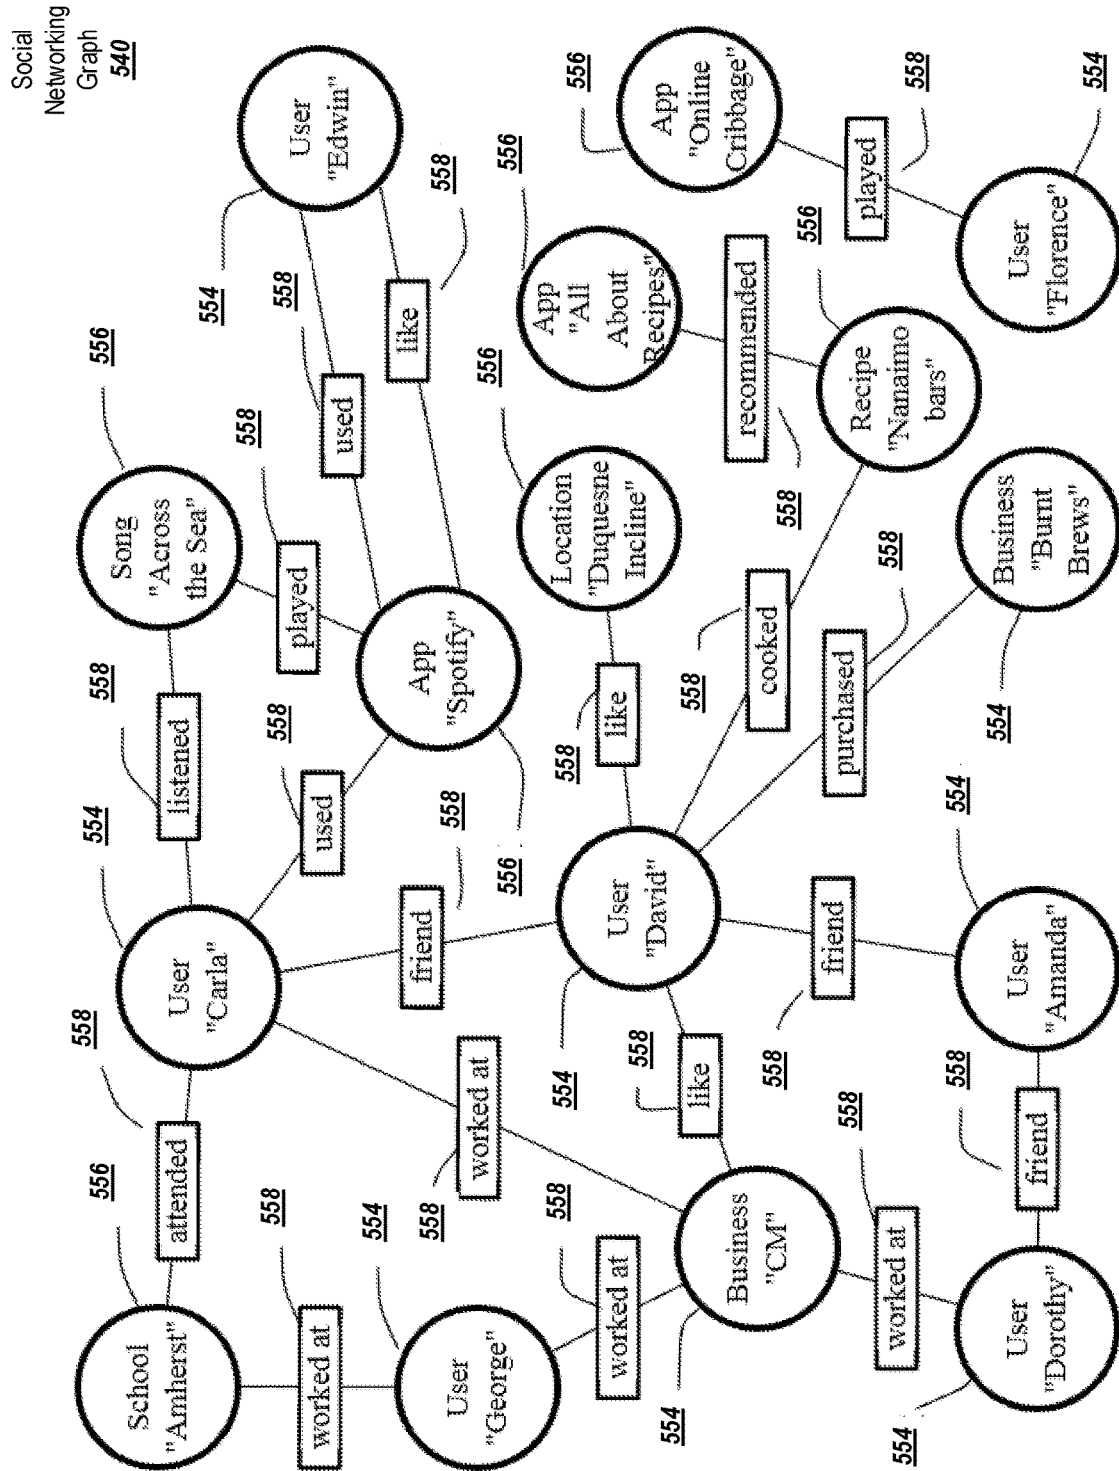 Social
Networking
Graph
540
School
"Amherst"
556
attended
558
User
"Carla"
554
listened
558
Song
"Across
the Sea"
556
554
User
"Edwin"
worked at
558
554
User
"George"
worked at
558
used
558
played
558
used
558
like
558
App
"Spotify"
556
friend
558
worked at
558
Business
"CM"
554
like
558
554
User
"David"
like
558
Location
"Duquesne
Incline"
556
App
"All
About
Recipes"
556
App
"Online
Cribbage"
556
cooked
558
recommended
558
556
Recipe
"Nanaimo
bars"
played
558
worked at
558
friend
558
purchased
558
User
"Dorothy"
554
friend
558
User
"Amanda"
554
Business
"Burnt
Brews"
554
User
"Florence"
554